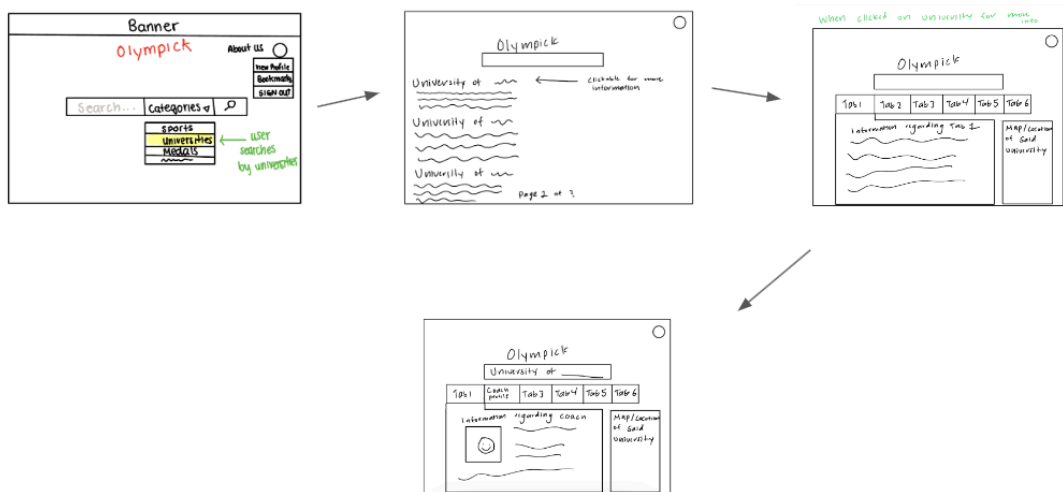 Banner
Olympick
About Us
View Profile
Bookmarks
SIGN OUT
Search... Categories
Sports
Universities
Medals
user
searches
by universities
Olympick
University of
clickable for more
information
University of
University of
Page 2 of ?
When clicked on University for more
info
Olympick
Tab 1 Tab 2 Tab 3 Tab 4 Tab 5 Tab 6
Information regarding Tab 1
Map/Location
of Said
University
Olympick
University of
Tab 1 Coach profile Tab 3 Tab 4 Tab 5 Tab 6
Information regarding coach
Map/Location
of Said
University